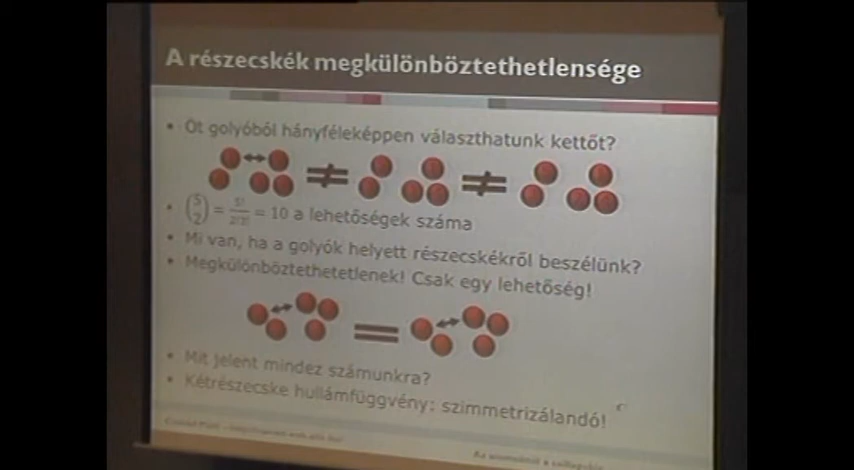 A részecskék megkülönböztethetlensége
• Öt golyóból hányféleképpen választhatunk kettőt?
≠ ≠
• (5 2) = 5!/2!3! = 10 a lehetőségek száma
• Mi van, ha a golyók helyett részecskékről beszélünk?
• Megkülönböztethetetlenek! Csak egy lehetőség!
=
• Mit jelent mindez számunkra?
• Kétrészecske hullámfüggvény: szimmetrizálandó!